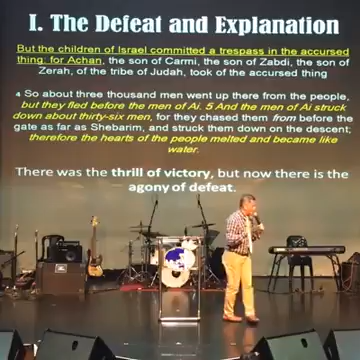 I. The Defeat and Explanation
But the children of Israel committed a trespass in the accursed
thing: for Achan, the son of Carmi, the son of Zabdi, the son of
Zerah, of the tribe of Judah, took of the accursed thing
4 So about three thousand men went up there from the people,
but they fled before the men of Ai. 5 And the men of Ai struck
down about thirty-six men, for they chased them from before the
gate as far as Shebarim, and struck them down on the descent;
therefore the hearts of the people melted and became like
water.
There was the thrill of victory, but now there is the
agony of defeat.